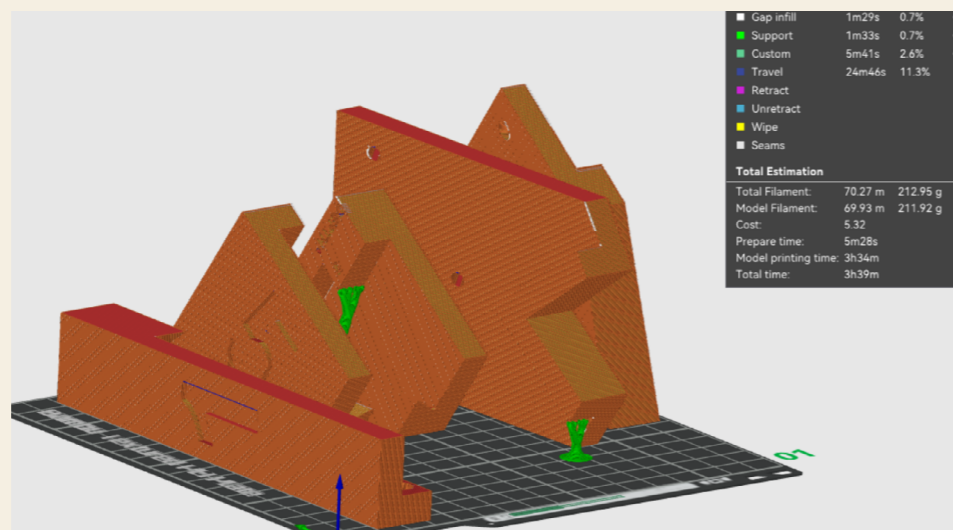 Gap infill 1m29s 0.7%
Support 1m33s 0.7%
Custom 5m41s 2.6%
Travel 24m46s 11.3%
Retract
Unretract
Wipe
Seams
Total Estimation
Total Filament: 70.27 m 212.95 g
Model Filament: 69.93 m 211.92 g
Cost: 5.32
Prepare time: 5m28s
Model printing time: 3h34m
Total time: 3h39m
01